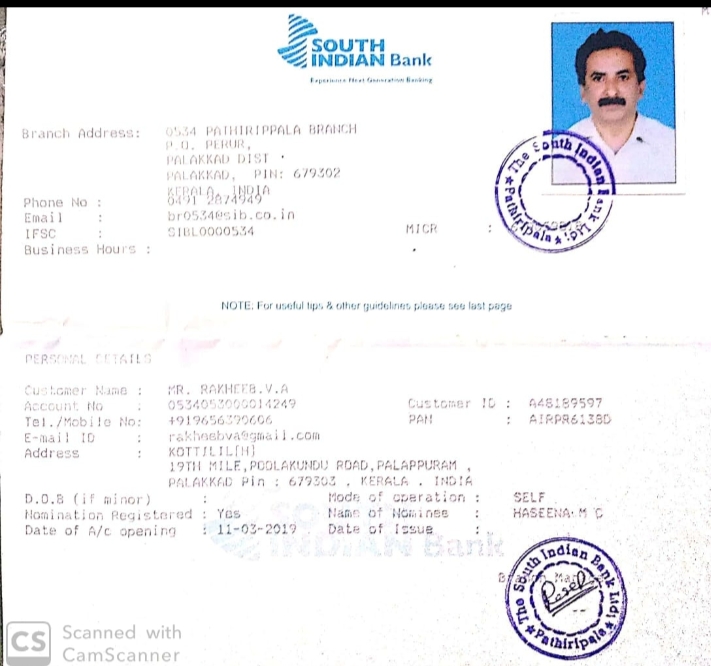 SOUTH
INDIAN Bank
Experience Next Generation Banking
Branch Address: 0534 PATHIRIPPALA BRANCH
P.O. PERUR,
PALAKKAD DIST
PALAKKAD, PIN: 679302
KERALA, INDIA
Phone No : 0491 2874949
Email : br0534@sib.co.in
IFSC : SIBL0000534 MICR :
Business Hours :
The South Indian Bank Ltd. Pathiripala
NOTE: For useful tips & other guidelines please see last page
PERSONAL DETAILS
Customer Name : MR. RAKHEEB.V.A
Account No : 0534053000014249 Customer ID : A48189597
Tel./Mobile No: +919656390606 PAN : AIRPR6138D
E-mail ID : rakheebva@gmail.com
Address : KOTTILIL(H)
19TH MILE,POOLAKUNDU ROAD,PALAPPURAM ,
PALAKKAD Pin : 679303 , KERALA . INDIA
D.O.B (if minor) : Mode of operation : SELF
Nomination Registered : Yes Name of Nominee : HASEENA M C
Date of A/c opening : 11-03-2019 Date of Issue :
SOUTH
INDIAN Bank
The South Indian Bank Ltd. Pathiripala
CS Scanned with
CamScanner